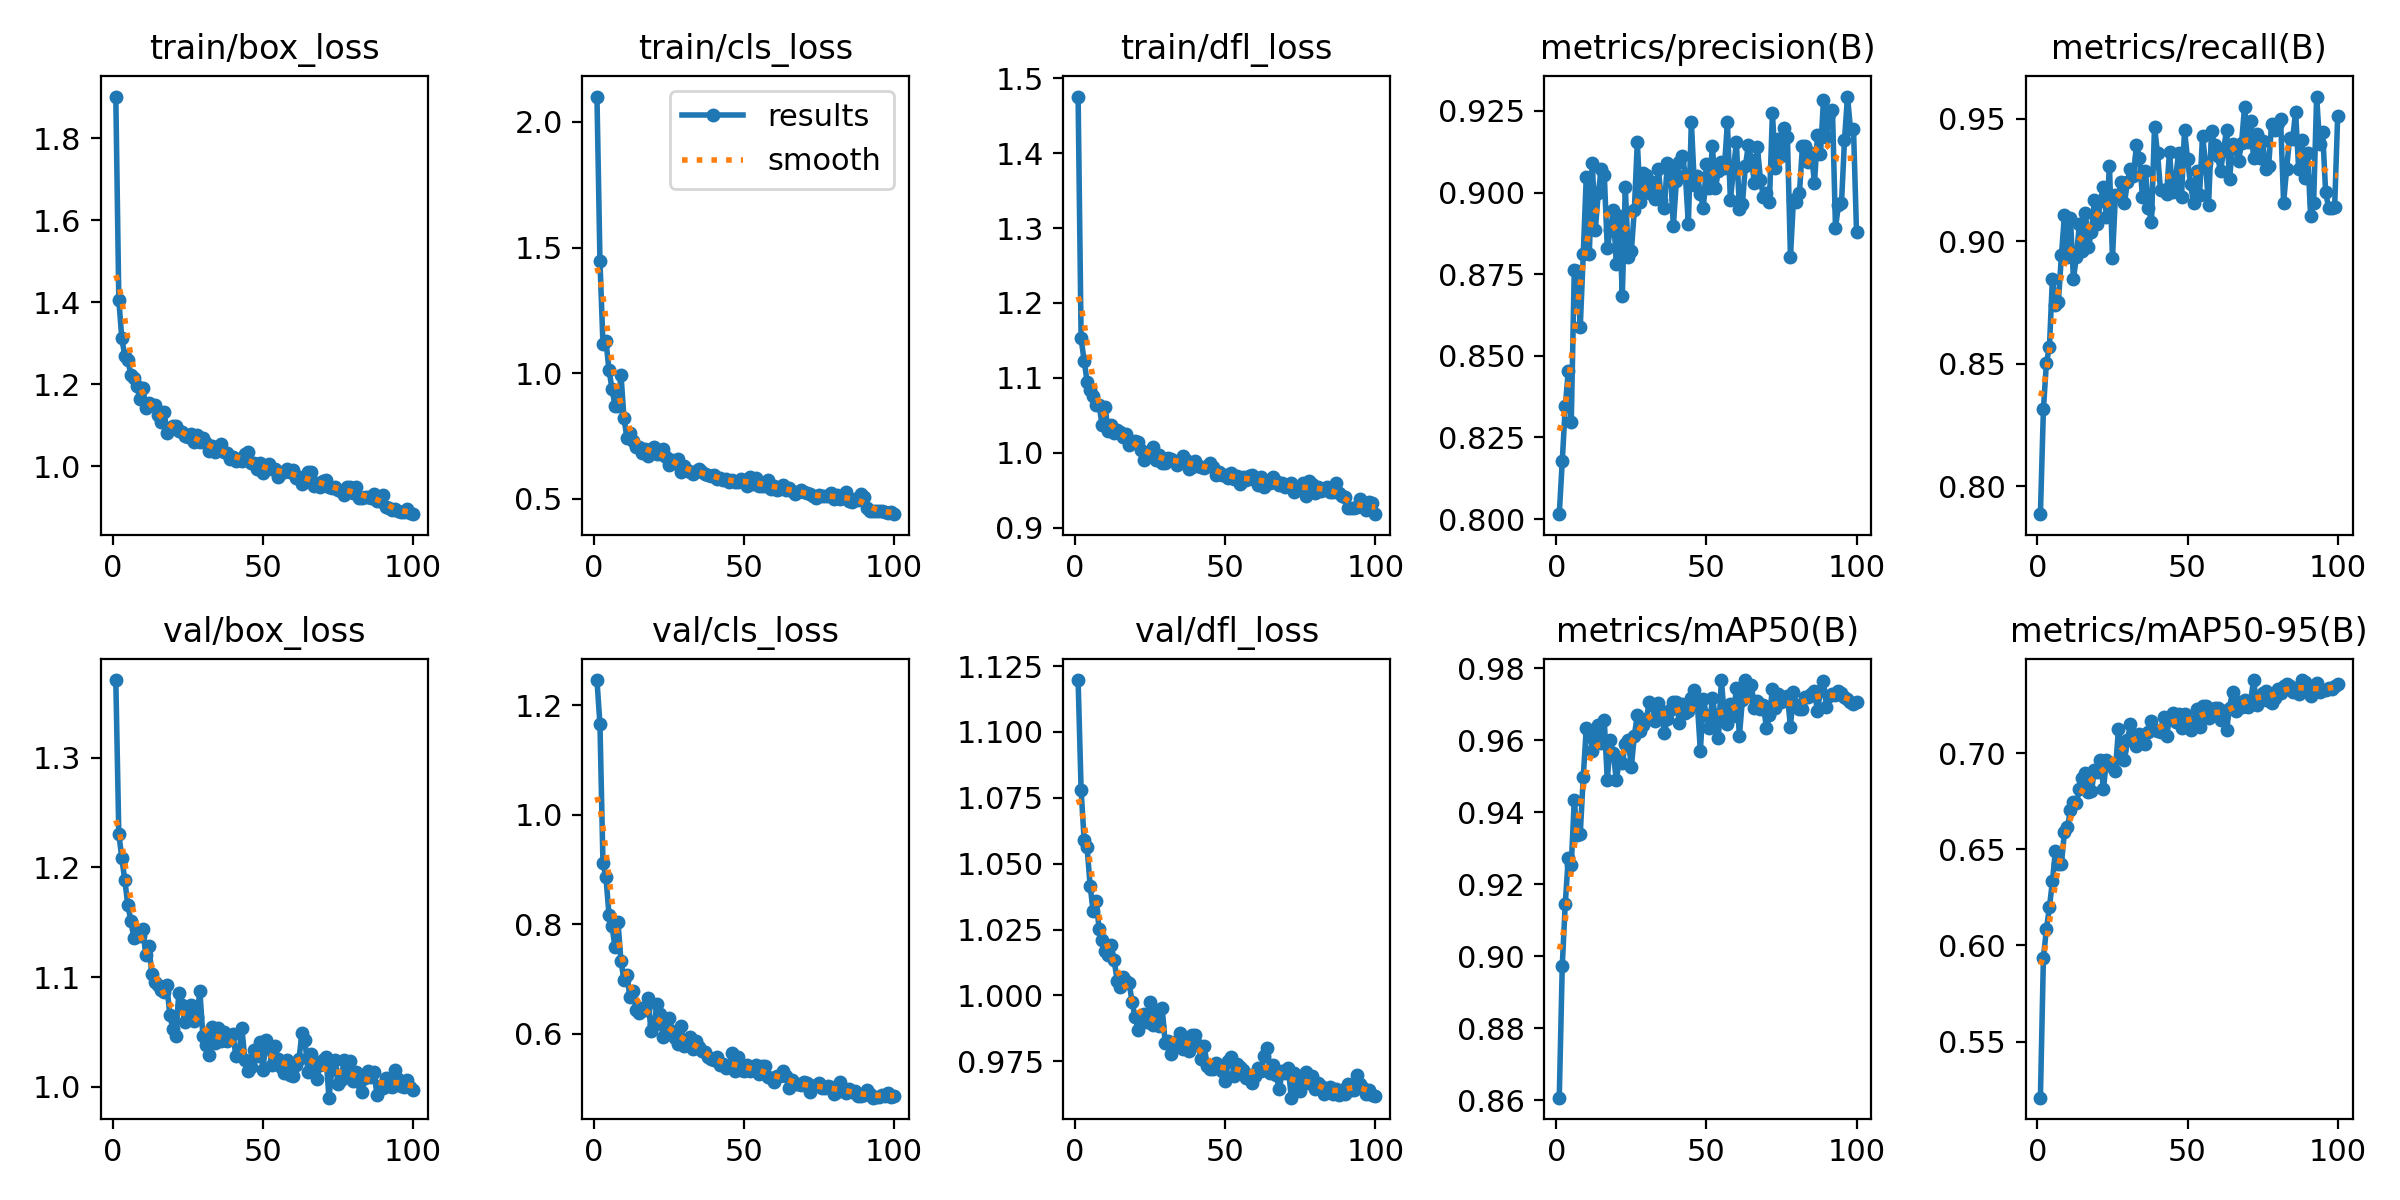 train/box_loss
1.8
1.6
1.4
1.2
1.0
0 50 100
train/cls_loss
results
smooth
2.0
1.5
1.0
0.5
0 50 100
train/dfl_loss
1.5
1.4
1.3
1.2
1.1
1.0
0.9
0 50 100
metrics/precision(B)
0.925
0.900
0.875
0.850
0.825
0.800
0 50 100
metrics/recall(B)
0.95
0.90
0.85
0.80
0 50 100
val/box_loss
1.3
1.2
1.1
1.0
0 50 100
val/cls_loss
1.2
1.0
0.8
0.6
0 50 100
val/dfl_loss
1.125
1.100
1.075
1.050
1.025
1.000
0.975
0 50 100
metrics/mAP50(B)
0.98
0.96
0.94
0.92
0.90
0.88
0.86
0 50 100
metrics/mAP50-95(B)
0.70
0.65
0.60
0.55
0 50 100